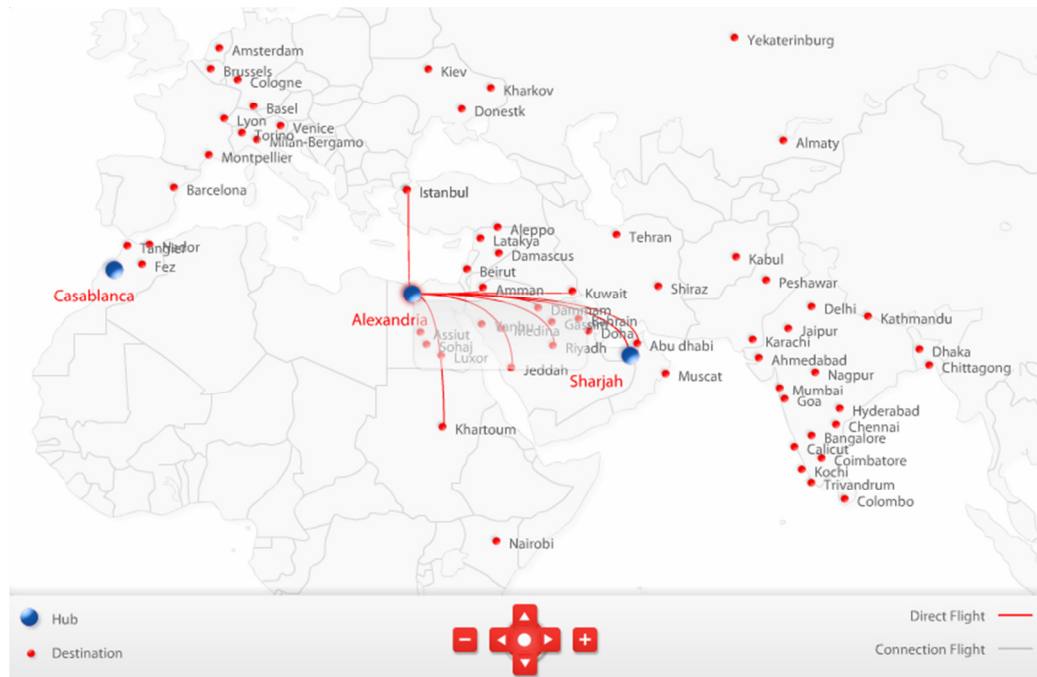 Yekaterinburg
Amsterdam
Brussels
Cologne
Kiev
Kharkov
Basel
Donestk
Lyon
Venice
Torino
Milan-Bergamo
Almaty
Montpellier
Barcelona
Istanbul
Aleppo
Tehran
Latakya
Nador
Tangier
Damascus
Kabul
Fez
Beirut
Peshawar
Casablanca
Amman
Kuwait
Shiraz
Delhi
Dammam
Kathmandu
Alexandria
Yanbu
Medina
Gassim
Bahrain
Jaipur
Assiut
Doha
Karachi
Sohaj
Riyadh
Abu dhabi
Dhaka
Luxor
Ahmedabad
Chittagong
Jeddah
Sharjah
Muscat
Nagpur
Mumbai
Goa
Hyderabad
Khartoum
Chennai
Bangalore
Calicut
Coimbatore
Kochi
Trivandrum
Colombo
Nairobi
Hub
Destination
Direct Flight
Connection Flight